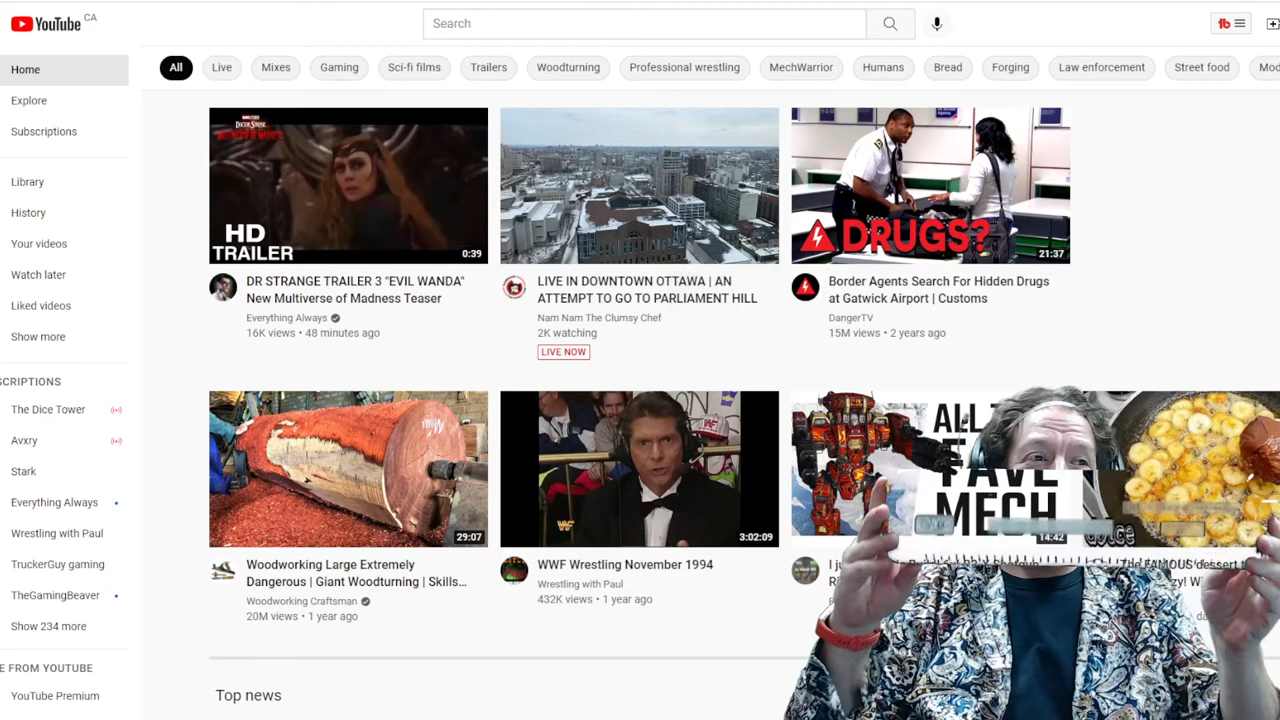 YouTube CA
Search
Home
Explore
Subscriptions
Library
History
Your videos
Watch later
Liked videos
Show more
SCRIPTIONS
The Dice Tower
Avxry
Stark
Everything Always
Wrestling with Paul
TruckerGuy gaming
TheGamingBeaver
Show 234 more
E FROM YOUTUBE
YouTube Premium
All
Live
Mixes
Gaming
Sci-fi films
Trailers
Woodturning
Professional wrestling
MechWarrior
Humans
Bread
Forging
Law enforcement
Street food
Mod
HD
TRAILER
0:39
DR STRANGE TRAILER 3 "EVIL WANDA"
New Multiverse of Madness Teaser
Everything Always
16K views • 48 minutes ago
LIVE IN DOWNTOWN OTTAWA | AN
ATTEMPT TO GO TO PARLIAMENT HILL
Nam Nam The Clumsy Chef
2K watching
LIVE NOW
DRUGS?
21:37
Border Agents Search For Hidden Drugs
at Gatwick Airport | Customs
DangerTV
15M views • 2 years ago
29:07
Woodworking Large Extremely
Dangerous | Giant Woodturning | Skills...
Woodworking Craftsman
20M views • 1 year ago
WWF
3:02:09
WWF Wrestling November 1994
Wrestling with Paul
432K views • 1 year ago
FAVE
MECH
14:42
The FAMOUS dessert
Top news